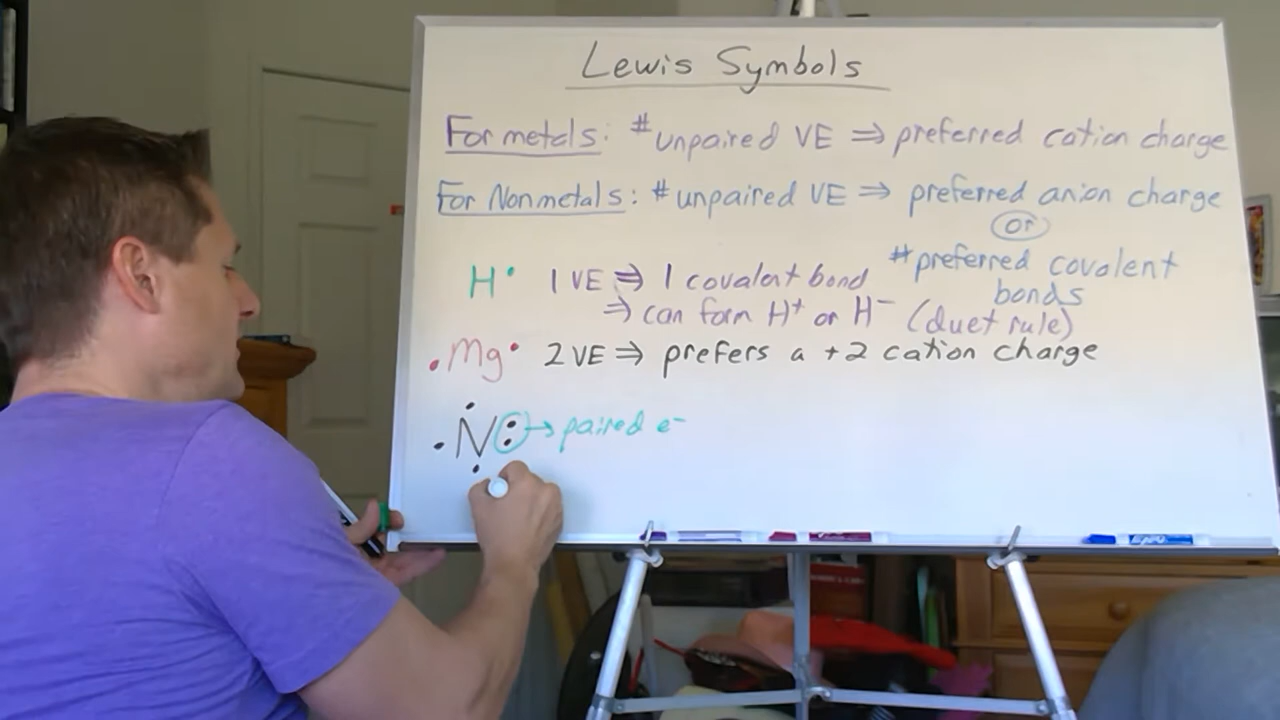 Lewis Symbols
For metals: # unpaired VE ⇒ preferred cation charge
For Nonmetals: # unpaired VE ⇒ preferred anion charge
or
# preferred covalent
bonds
H• 1 VE ⇒ 1 covalent bond
⇒ can form H⁺ or H⁻ (duet rule)
•Mg• 2 VE ⇒ prefers a +2 cation charge
N → paired e⁻
EXPO